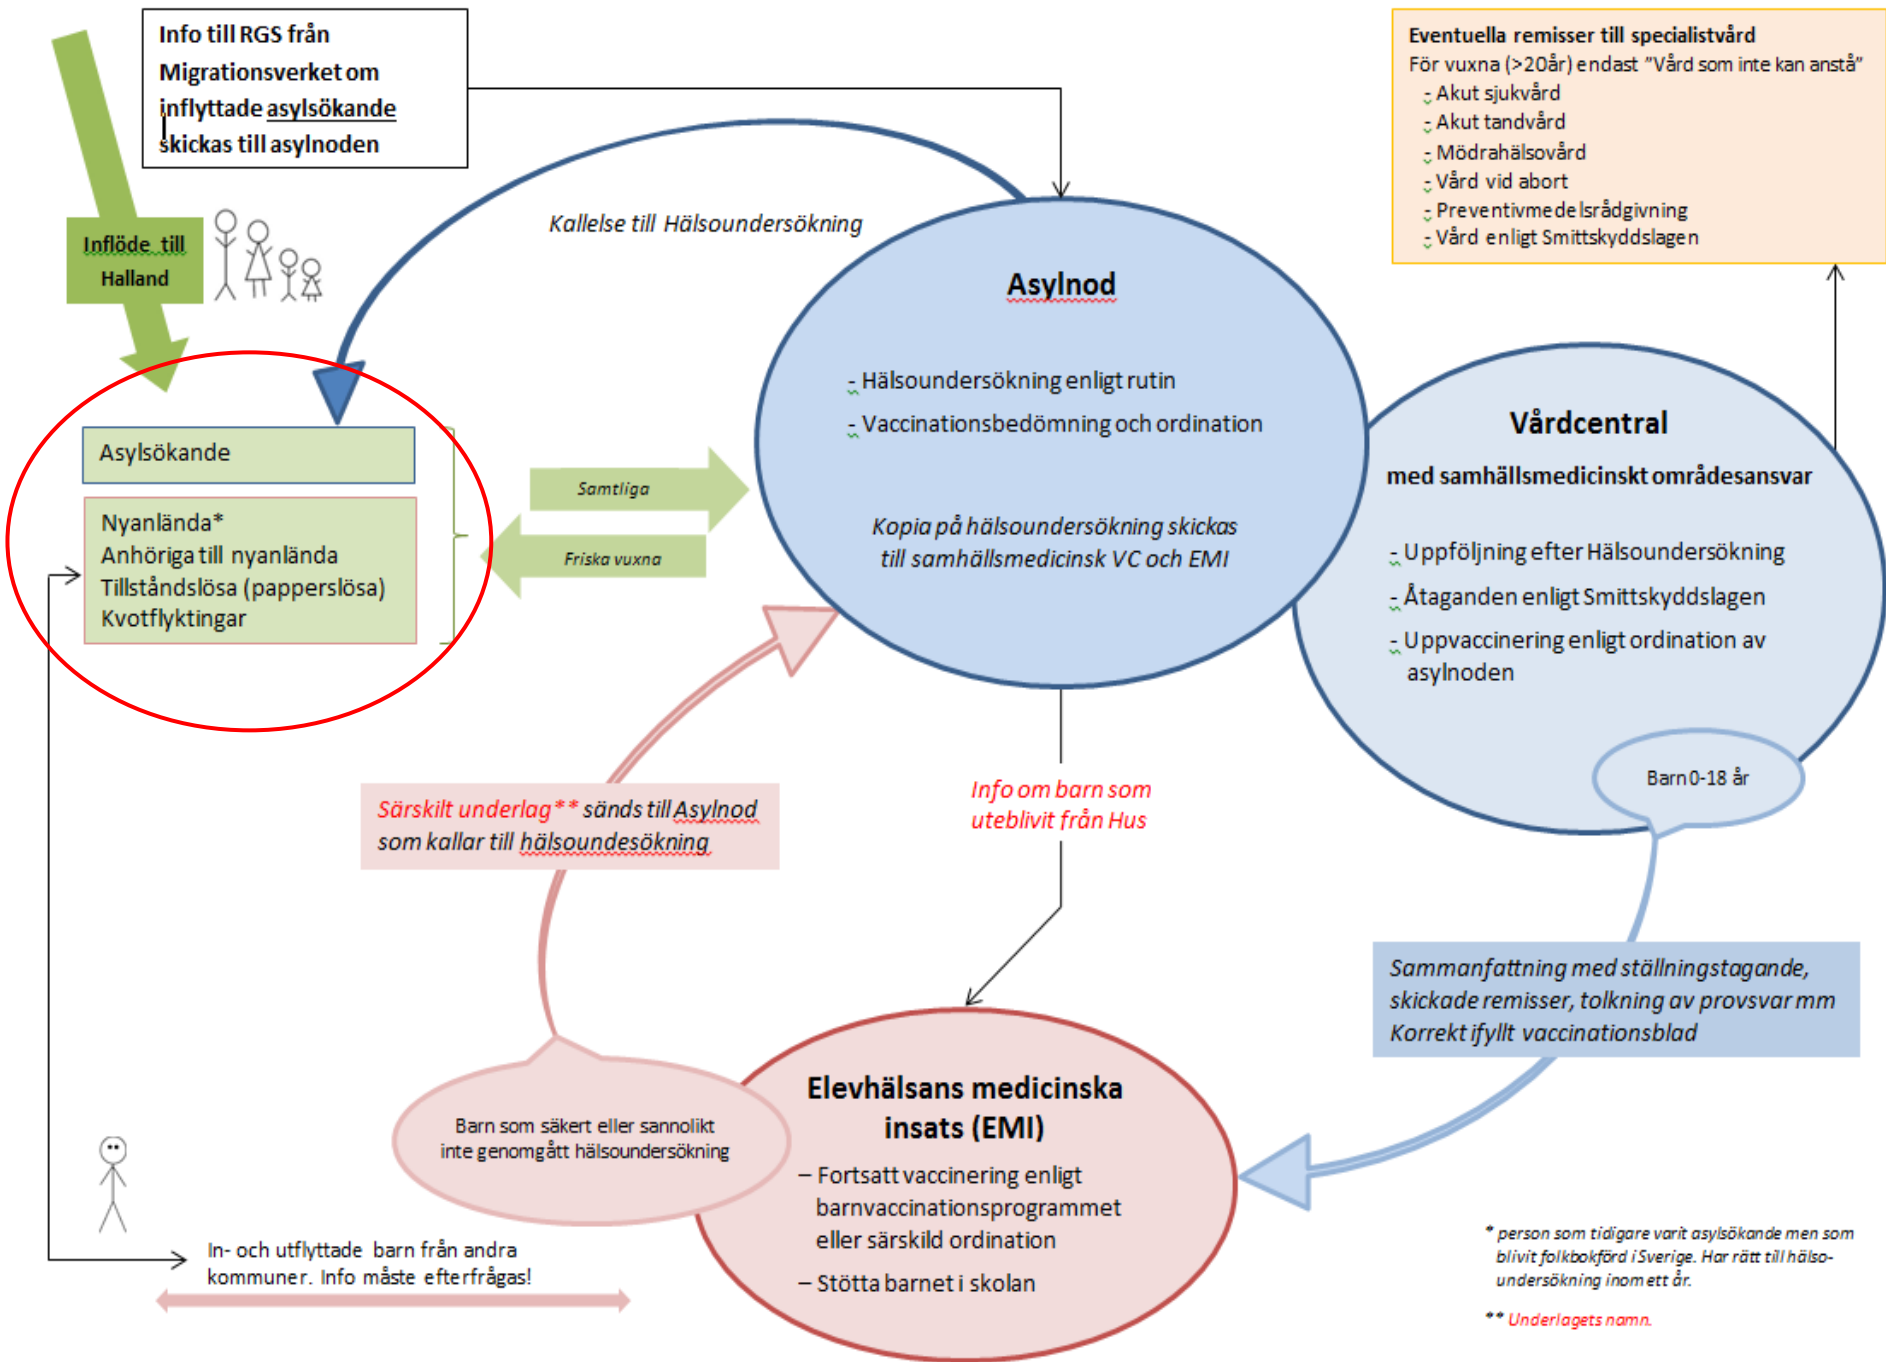 Info till RGS från
Migrationsverket om
inflyttade asylsökande
skickas till asylnoden
Eventuella remisser till specialistvård
För vuxna (>20år) endast ”Vård som inte kan anstå”
- Akut sjukvård
- Akut tandvård
- Mödrahälsovård
- Vård vid abort
- Preventivmedelsrådgivning
- Vård enligt Smittskyddslagen
Inflöde till
Halland
Kallelse till Hälsoundersökning
Asylnod
- Hälsoundersökning enligt rutin
- Vaccinationsbedömning och ordination
Kopia på hälsoundersökning skickas
till samhällsmedicinsk VC och EMI
Vårdcentral
med samhällsmedicinskt områdesansvar
- Uppföljning efter Hälsoundersökning
- Åtaganden enligt Smittskyddslagen
- Uppvaccinering enligt ordination av
asylnoden
Barn 0-18 år
Asylsökande
Nyanlända*
Anhöriga till nyanlända
Tillståndslösa (papperslösa)
Kvotflyktingar
Samtliga
Friska vuxna
Särskilt underlag** sänds till Asylnod
som kallar till hälsoundesökning
Info om barn som
uteblivit från Hus
Sammanfattning med ställningstagande,
skickade remisser, tolkning av provsvar mm
Korrekt ifyllt vaccinationsblad
Barn som säkert eller sannolikt
inte genomgått hälsoundersökning
Elevhälsans medicinska
insats (EMI)
– Fortsatt vaccinering enligt
barnvaccinationsprogrammet
eller särskild ordination
– Stötta barnet i skolan
In- och utflyttade barn från andra
kommuner. Info måste efterfrågas!
* person som tidigare varit asylsökande men som
blivit folkbokförd i Sverige. Har rätt till hälso-
undersökning inom ett år.
** Underlagets namn.